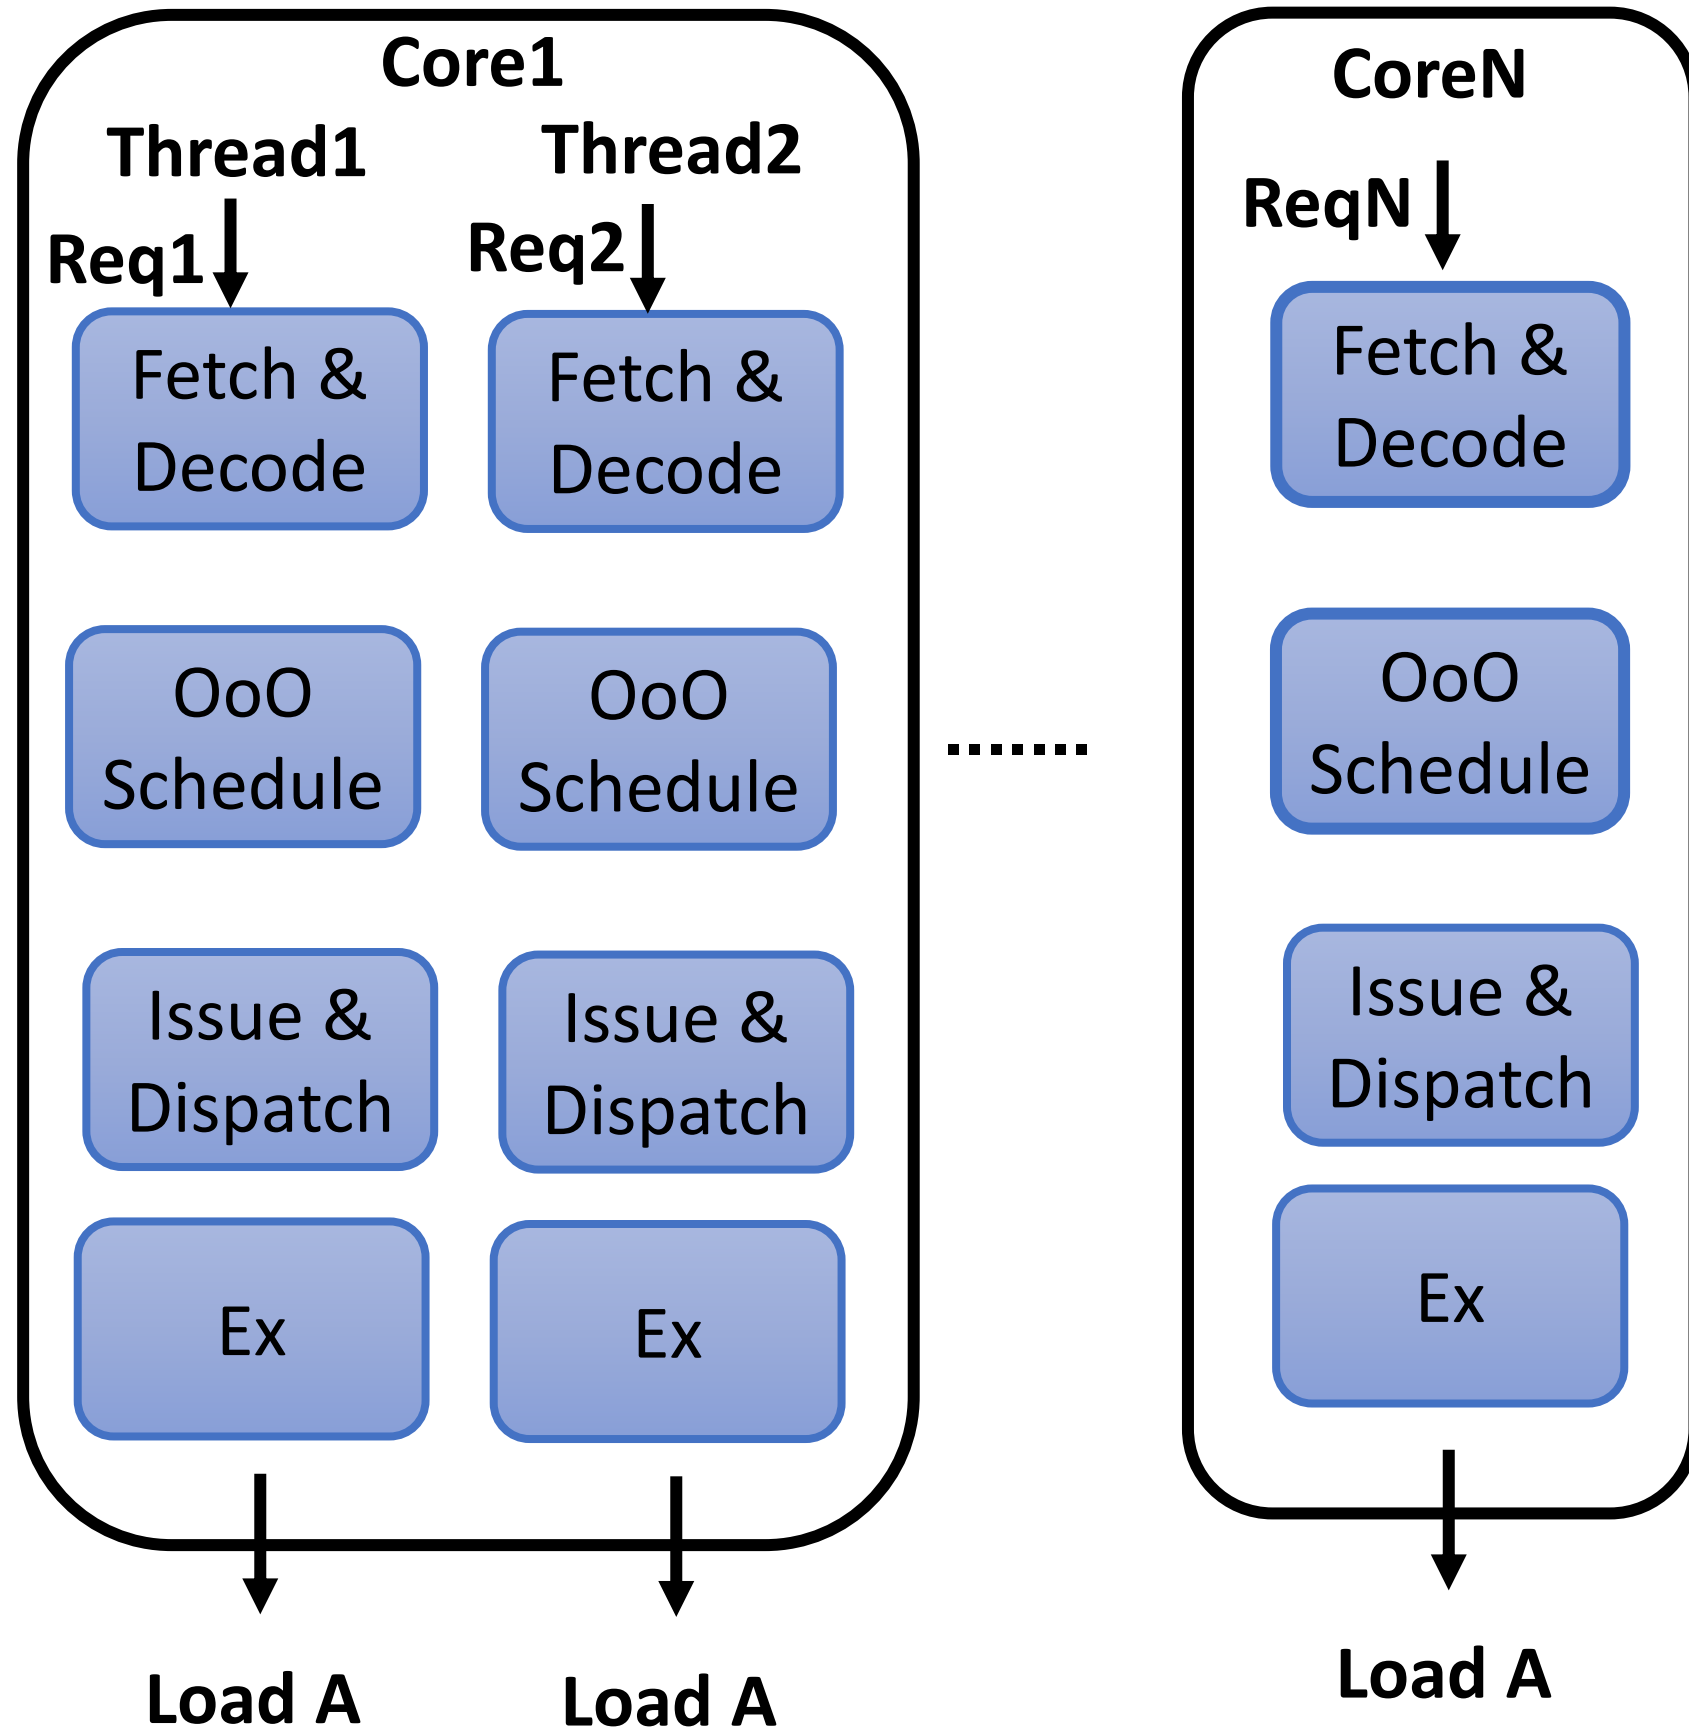 Core1
Thread1
Thread2
Req1
Req2
Fetch &
Decode
Fetch &
Decode
OoO
Schedule
OoO
Schedule
Issue &
Dispatch
Issue &
Dispatch
Ex
Ex
Load A
Load A
CoreN
ReqN
Fetch &
Decode
OoO
Schedule
Issue &
Dispatch
Ex
Load A